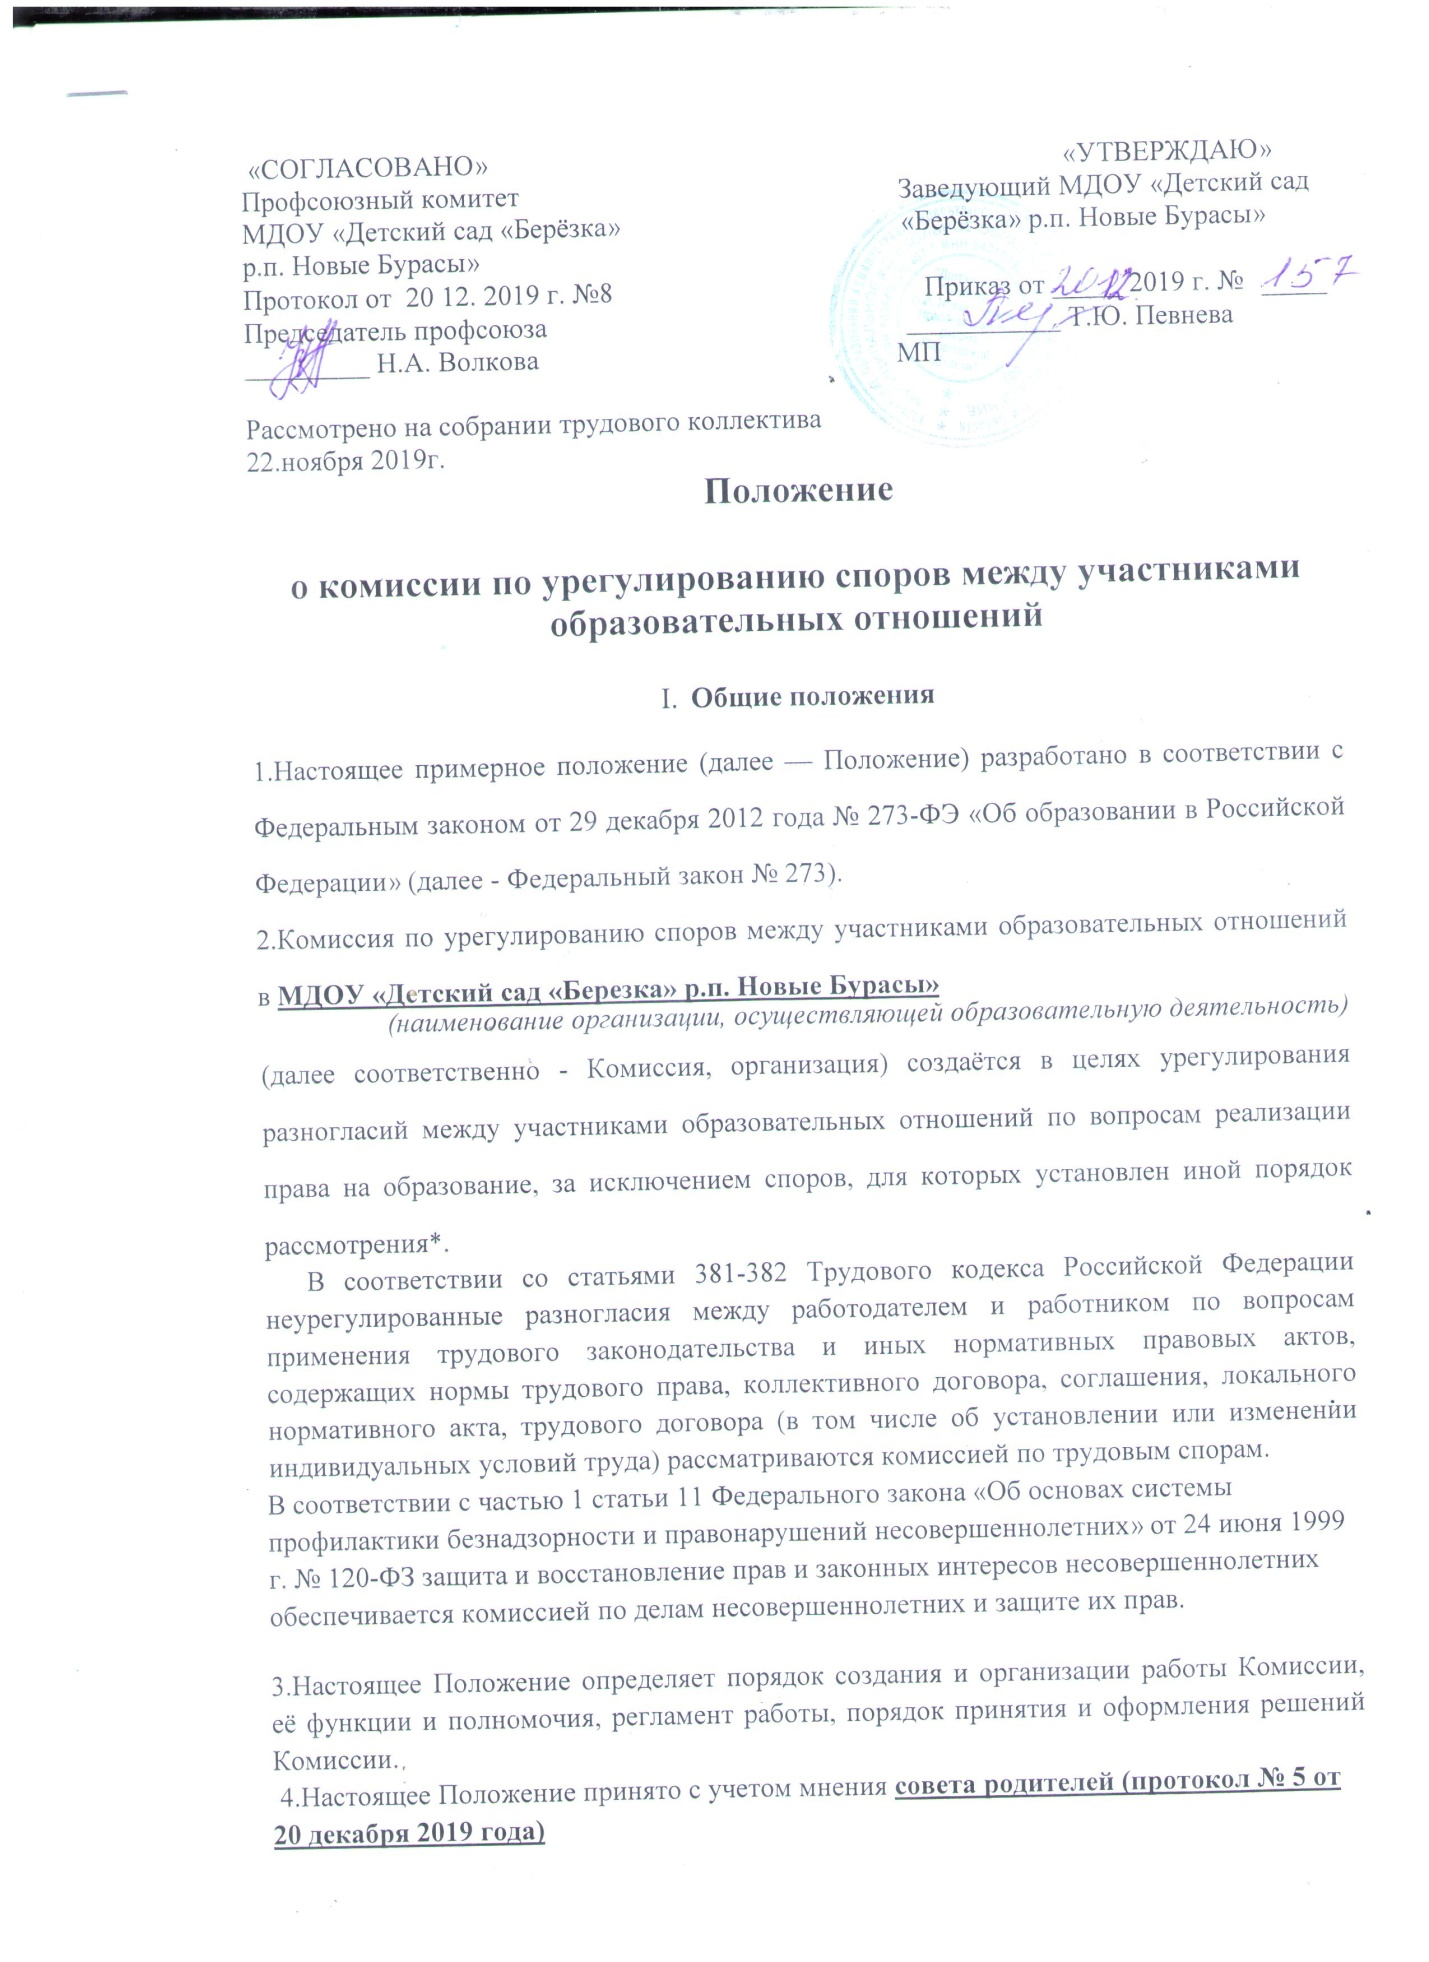 «СОГЛАСОВАНО»
Профсоюзный комитет
МДОУ «Детский сад «Берёзка»
р.п. Новые Бурасы»
Протокол от 20 12. 2019 г. №8
Председатель профсоюза
_________ Н.А. Волкова
«УТВЕРЖДАЮ»
Заведующий МДОУ «Детский сад
«Берёзка» р.п. Новые Бурасы»
Приказ от 20.12 2019 г. № 157
___________ Т.Ю. Певнева
МП
Рассмотрено на собрании трудового коллектива
22.ноября 2019г.
Положение
о комиссии по урегулированию споров между участниками
образовательных отношений
I. Общие положения
1.Настоящее примерное положение (далее — Положение) разработано в соответствии с
Федеральным законом от 29 декабря 2012 года № 273-ФЭ «Об образовании в Российской
Федерации» (далее - Федеральный закон № 273).
2.Комиссия по урегулированию споров между участниками образовательных отношений
в МДОУ «Детский сад «Березка» р.п. Новые Бурасы»
(наименование организации, осуществляющей образовательную деятельность)
(далее соответственно - Комиссия, организация) создаётся в целях урегулирования
разногласий между участниками образовательных отношений по вопросам реализации
права на образование, за исключением споров, для которых установлен иной порядок
рассмотрения*.
В соответствии со статьями 381-382 Трудового кодекса Российской Федерации
неурегулированные разногласия между работодателем и работником по вопросам
применения трудового законодательства и иных нормативных правовых актов,
содержащих нормы трудового права, коллективного договора, соглашения, локального
нормативного акта, трудового договора (в том числе об установлении или изменении
индивидуальных условий труда) рассматриваются комиссией по трудовым спорам.
В соответствии с частью 1 статьи 11 Федерального закона «Об основах системы
профилактики безнадзорности и правонарушений несовершеннолетних» от 24 июня 1999
г. № 120-ФЗ защита и восстановление прав и законных интересов несовершеннолетних
обеспечивается комиссией по делам несовершеннолетних и защите их прав.
3.Настоящее Положение определяет порядок создания и организации работы Комиссии,
её функции и полномочия, регламент работы, порядок принятия и оформления решений
Комиссии.
4.Настоящее Положение принято с учетом мнения совета родителей (протокол № 5 от
20 декабря 2019 года)